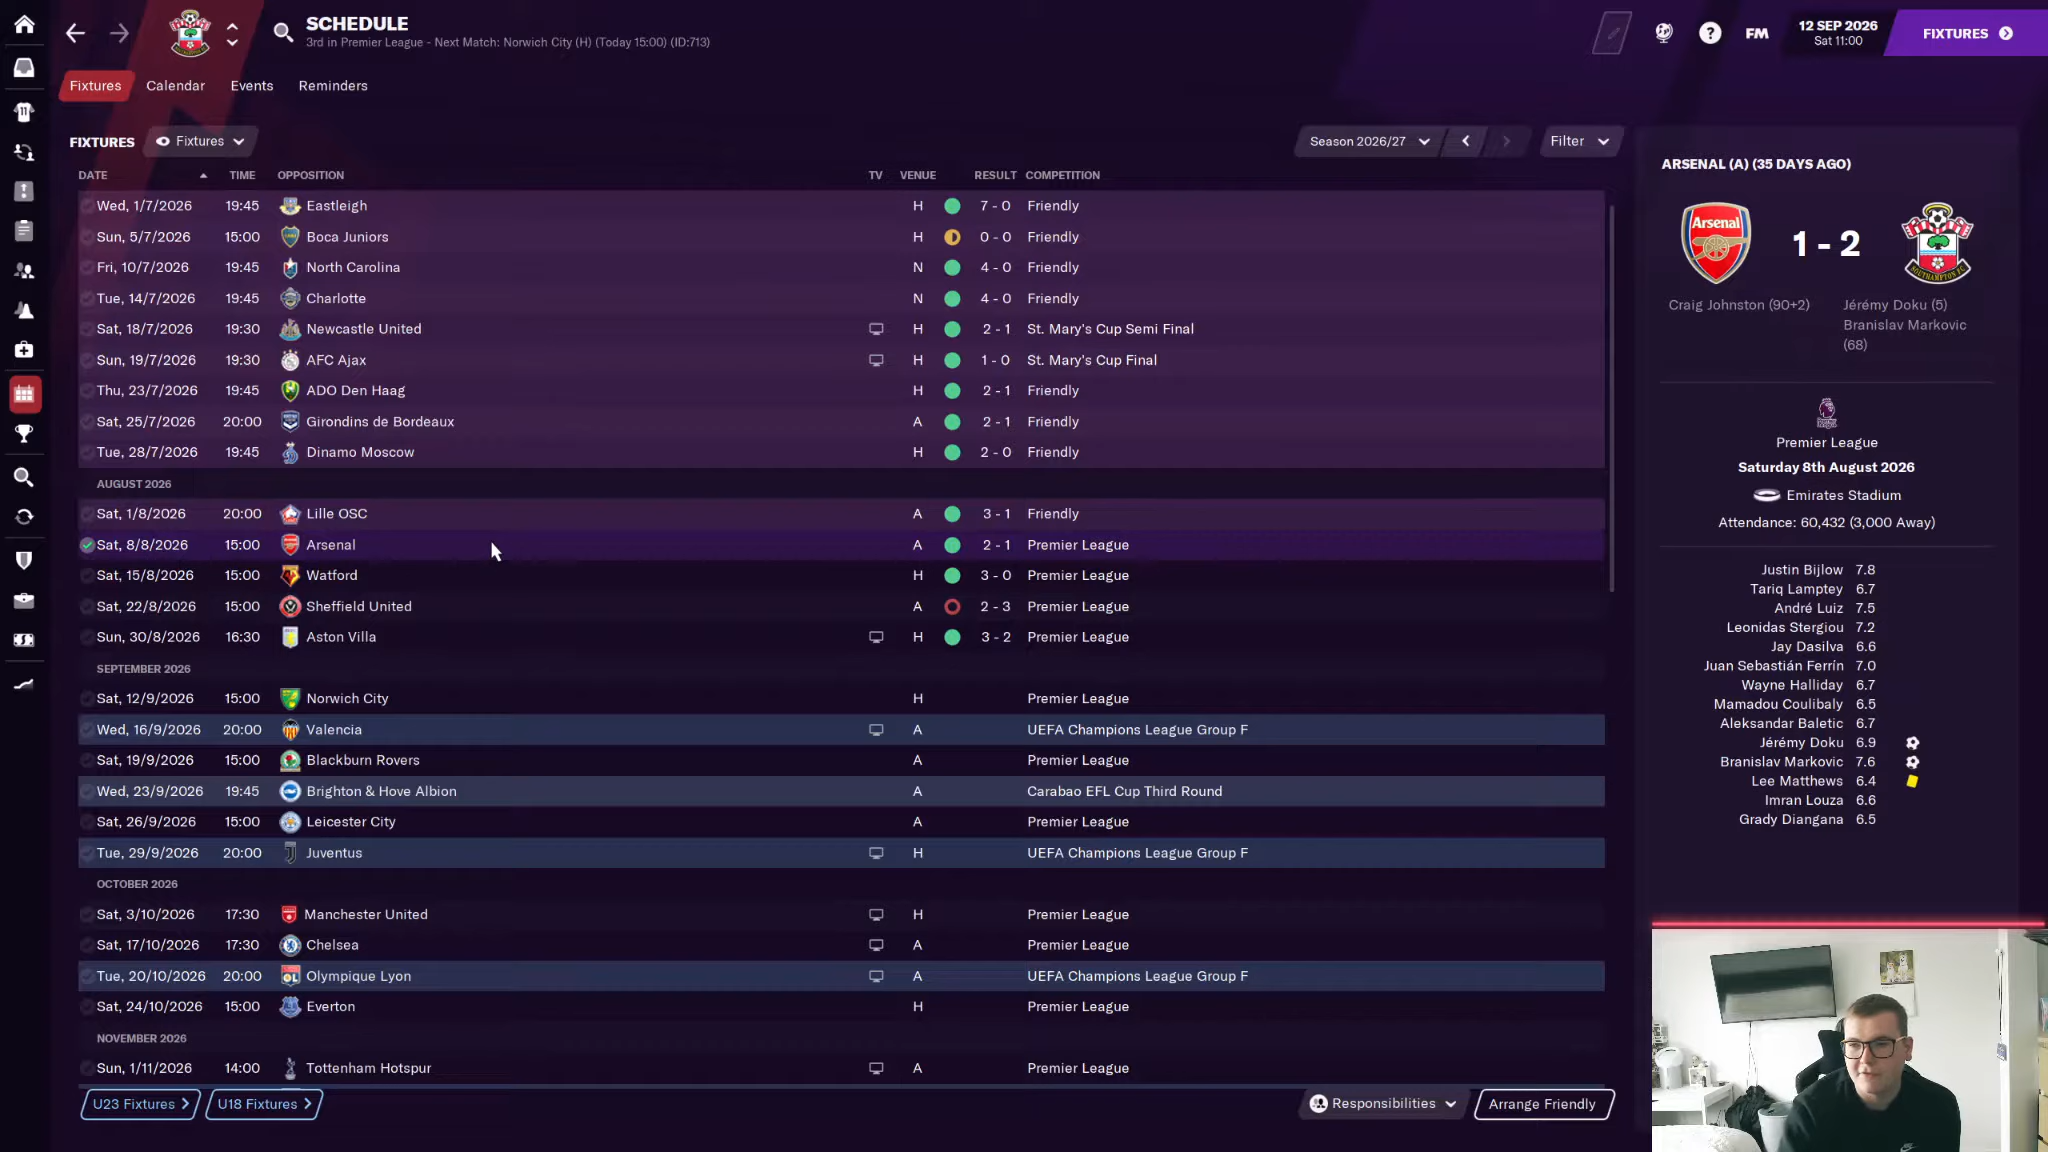 SCHEDULE
3rd in Premier League - Next Match: Norwich City (H) (Today 15:00) (ID:713)
FM
12 SEP 2026
Sat 11:00
FIXTURES
Fixtures Calendar Events Reminders
FIXTURES Fixtures Season 2026/27 Filter
DATE TIME OPPOSITION TV VENUE RESULT COMPETITION
Wed, 1/7/2026 19:45 Eastleigh H 7 - 0 Friendly
Sun, 5/7/2026 15:00 Boca Juniors H 0 - 0 Friendly
Fri, 10/7/2026 19:45 North Carolina N 4 - 0 Friendly
Tue, 14/7/2026 19:45 Charlotte N 4 - 0 Friendly
Sat, 18/7/2026 19:30 Newcastle United H 2 - 1 St. Mary's Cup Semi Final
Sun, 19/7/2026 19:30 AFC Ajax H 1 - 0 St. Mary's Cup Final
Thu, 23/7/2026 19:45 ADO Den Haag H 2 - 1 Friendly
Sat, 25/7/2026 20:00 Girondins de Bordeaux A 2 - 1 Friendly
Tue, 28/7/2026 19:45 Dinamo Moscow H 2 - 0 Friendly
AUGUST 2026
Sat, 1/8/2026 20:00 Lille OSC A 3 - 1 Friendly
Sat, 8/8/2026 15:00 Arsenal A 2 - 1 Premier League
Sat, 15/8/2026 15:00 Watford H 3 - 0 Premier League
Sat, 22/8/2026 15:00 Sheffield United A 2 - 3 Premier League
Sun, 30/8/2026 16:30 Aston Villa H 3 - 2 Premier League
SEPTEMBER 2026
Sat, 12/9/2026 15:00 Norwich City H Premier League
Wed, 16/9/2026 20:00 Valencia A UEFA Champions League Group F
Sat, 19/9/2026 15:00 Blackburn Rovers A Premier League
Wed, 23/9/2026 19:45 Brighton & Hove Albion A Carabao EFL Cup Third Round
Sat, 26/9/2026 15:00 Leicester City A Premier League
Tue, 29/9/2026 20:00 Juventus H UEFA Champions League Group F
OCTOBER 2026
Sat, 3/10/2026 17:30 Manchester United H Premier League
Sat, 17/10/2026 17:30 Chelsea A Premier League
Tue, 20/10/2026 20:00 Olympique Lyon A UEFA Champions League Group F
Sat, 24/10/2026 15:00 Everton H Premier League
NOVEMBER 2026
Sun, 1/11/2026 14:00 Tottenham Hotspur A Premier League
U23 Fixtures U18 Fixtures Responsibilities Arrange Friendly
ARSENAL (A) (35 DAYS AGO)
Arsenal
1 - 2
SOUTHAMPTON FC
Craig Johnston (90+2) Jérémy Doku (5)
Branislav Markovic
(68)
Premier League
Saturday 8th August 2026
Emirates Stadium
Attendance: 60,432 (3,000 Away)
Justin Bijlow 7.8
Tariq Lamptey 6.7
André Luiz 7.5
Leonidas Stergiou 7.2
Jay Dasilva 6.6
Juan Sebastián Ferrín 7.0
Wayne Halliday 6.7
Mamadou Coulibaly 6.5
Aleksandar Baletic 6.7
Jérémy Doku 6.9
Branislav Markovic 7.6
Lee Matthews 6.4
Imran Louza 6.6
Grady Diangana 6.5